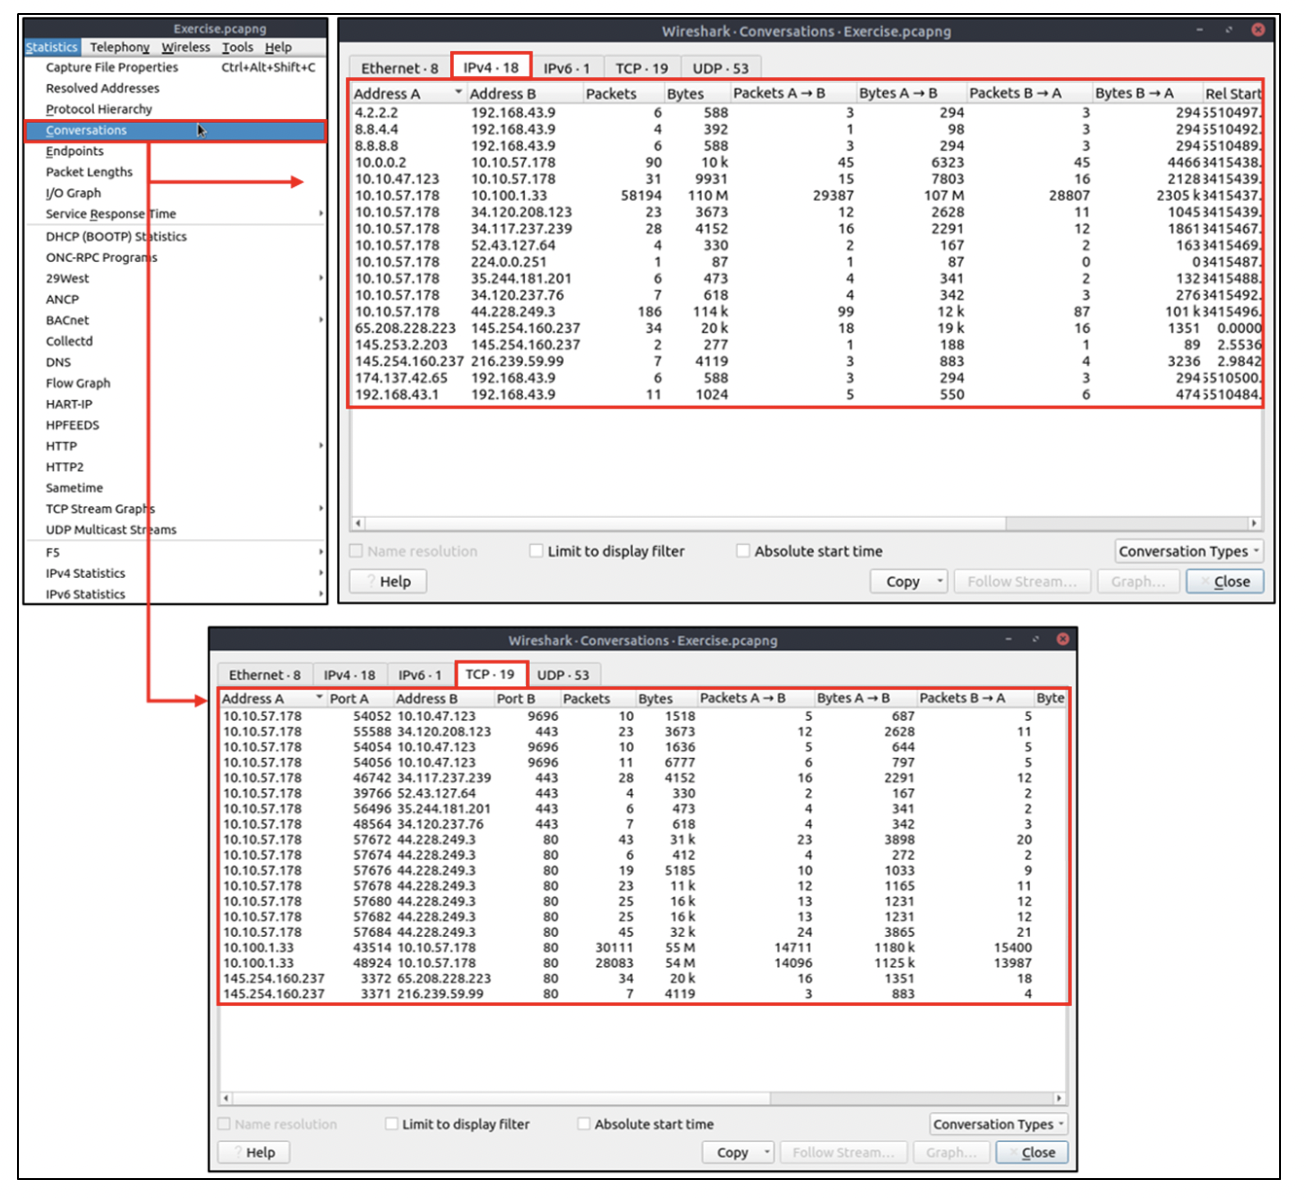 Exercise.pcapng
Statistics Telephony Wireless Tools Help
Capture File Properties Ctrl+Alt+Shift+C
Resolved Addresses
Protocol Hierarchy
Conversations
Endpoints
Packet Lengths
I/O Graph
Service Response Time
DHCP (BOOTP) Statistics
ONC-RPC Programs
29West
ANCP
BACnet
Collectd
DNS
Flow Graph
HART-IP
HPFEEDS
HTTP
HTTP2
Sametime
TCP Stream Graphs
UDP Multicast Streams
F5
IPv4 Statistics
IPv6 Statistics
Wireshark · Conversations · Exercise.pcapng
Ethernet · 8 IPv4 · 18 IPv6 · 1 TCP · 19 UDP · 53
Address A Address B Packets Bytes Packets A → B Bytes A → B Packets B → A Bytes B → A Rel Start
4.2.2.2 192.168.43.9 6 588 3 294 3 294 5510497.
8.8.4.4 192.168.43.9 4 392 1 98 3 294 5510492.
8.8.8.8 192.168.43.9 6 588 3 294 3 294 5510489.
10.0.0.2 10.10.57.178 90 10 k 45 6323 45 4466 3415438.
10.10.47.123 10.10.57.178 31 9931 15 7803 16 2128 3415439.
10.10.57.178 10.100.1.33 58194 110 M 29387 107 M 28807 2305 k 3415437.
10.10.57.178 34.120.208.123 23 3673 12 2628 11 1045 3415439.
10.10.57.178 34.117.237.239 28 4152 16 2291 12 1861 3415467.
10.10.57.178 52.43.127.64 4 330 2 167 2 163 3415469.
10.10.57.178 224.0.0.251 1 87 1 87 0 0 3415487.
10.10.57.178 35.244.181.201 6 473 4 341 2 132 3415488.
10.10.57.178 34.120.237.76 7 618 4 342 3 276 3415492.
10.10.57.178 44.228.249.3 186 114 k 99 12 k 87 101 k 3415496.
65.208.228.223 145.254.160.237 34 20 k 18 19 k 16 1351 0.0000
145.253.2.203 145.254.160.237 2 277 1 188 1 89 2.5536
145.254.160.237 216.239.59.99 7 4119 3 883 4 3236 2.9842
174.137.42.65 192.168.43.9 6 588 3 294 3 294 5510500.
192.168.43.1 192.168.43.9 11 1024 5 550 6 474 5510484.
Name resolution Limit to display filter Absolute start time Conversation Types
? Help Copy Follow Stream... Graph... Close
Wireshark · Conversations · Exercise.pcapng
Ethernet · 8 IPv4 · 18 IPv6 · 1 TCP · 19 UDP · 53
Address A Port A Address B Port B Packets Bytes Packets A → B Bytes A → B Packets B → A Byte
10.10.57.178 54052 10.10.47.123 9696 10 1518 5 687 5
10.10.57.178 55588 34.120.208.123 443 23 3673 12 2628 11
10.10.57.178 54054 10.10.47.123 9696 10 1636 5 644 5
10.10.57.178 54056 10.10.47.123 9696 11 6777 6 797 5
10.10.57.178 46742 34.117.237.239 443 28 4152 16 2291 12
10.10.57.178 39766 52.43.127.64 443 4 330 2 167 2
10.10.57.178 56496 35.244.181.201 443 6 473 4 341 2
10.10.57.178 48564 34.120.237.76 443 7 618 4 342 3
10.10.57.178 57672 44.228.249.3 80 43 31 k 23 3898 20
10.10.57.178 57674 44.228.249.3 80 6 412 4 272 2
10.10.57.178 57676 44.228.249.3 80 19 5185 10 1033 9
10.10.57.178 57678 44.228.249.3 80 23 11 k 12 1165 11
10.10.57.178 57680 44.228.249.3 80 25 16 k 13 1231 12
10.10.57.178 57682 44.228.249.3 80 25 16 k 13 1231 12
10.10.57.178 57684 44.228.249.3 80 45 32 k 24 3865 21
10.100.1.33 43514 10.10.57.178 80 30111 55 M 14711 1180 k 15400
10.100.1.33 48924 10.10.57.178 80 28083 54 M 14096 1125 k 13987
145.254.160.237 3372 65.208.228.223 80 34 20 k 16 1351 18
145.254.160.237 3371 216.239.59.99 80 7 4119 3 883 4
Name resolution Limit to display filter Absolute start time Conversation Types
? Help Copy Follow Stream... Graph... Close